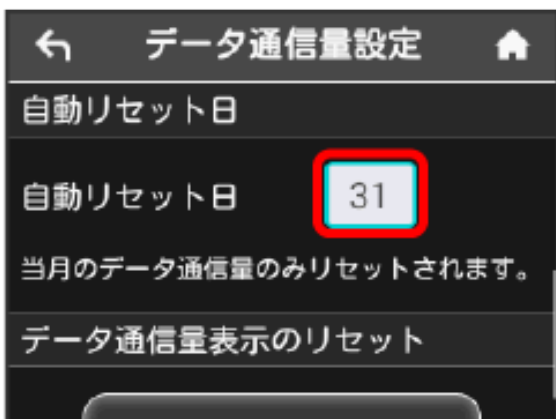 データ通信量設定
自動リセット日
自動リセット日 31
当月のデータ通信量のみリセットされます。
データ通信量表示のリセット